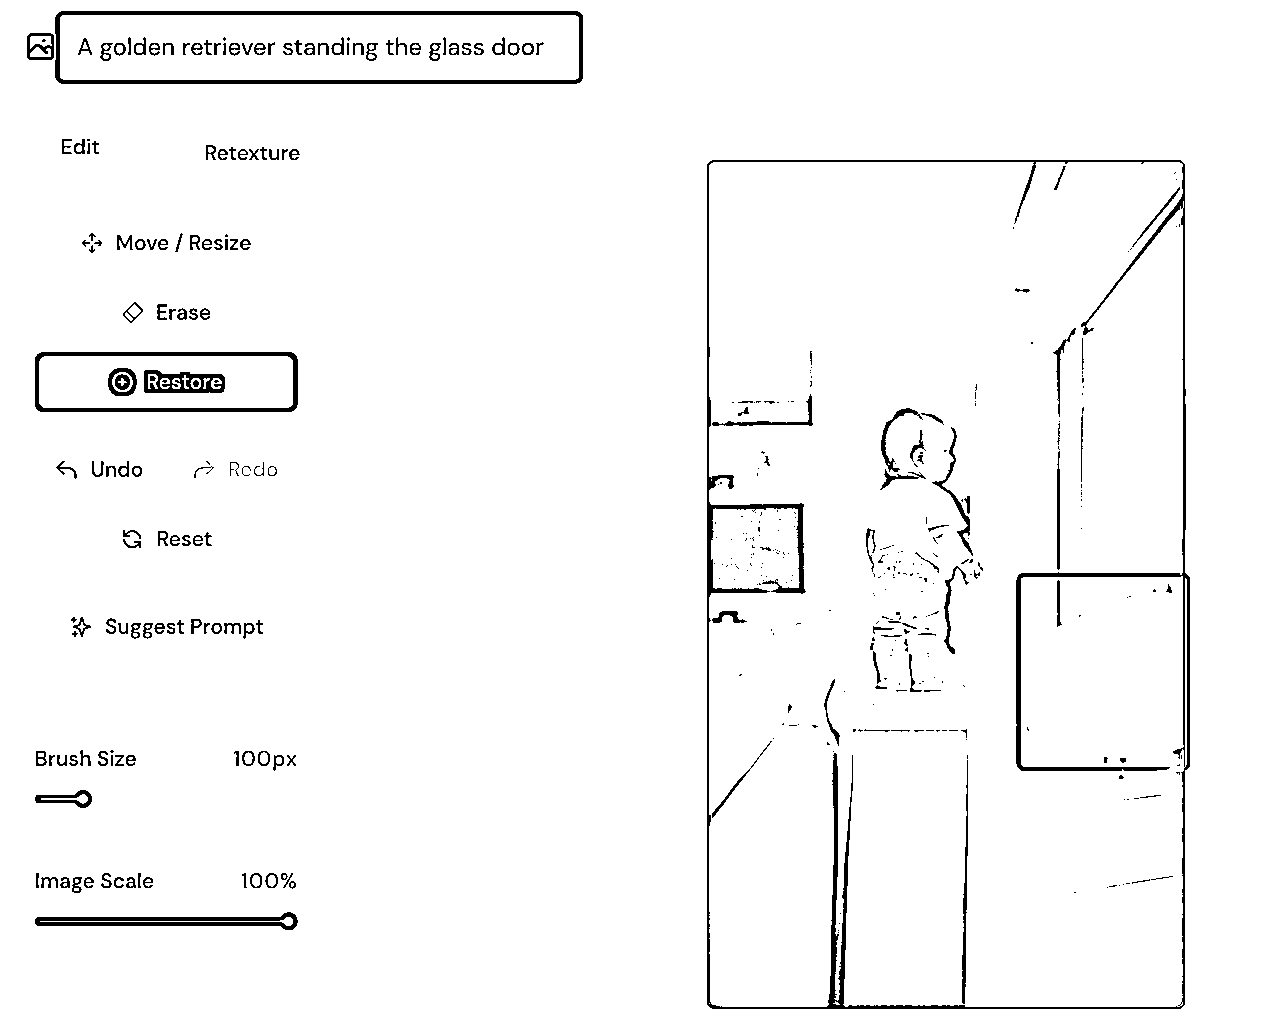 A golden retriever standing the glass door
Edit
Retexture
Move / Resize
Erase
Restore
Undo
Redo
Reset
Suggest Prompt
Brush Size
100px
Image Scale
100%